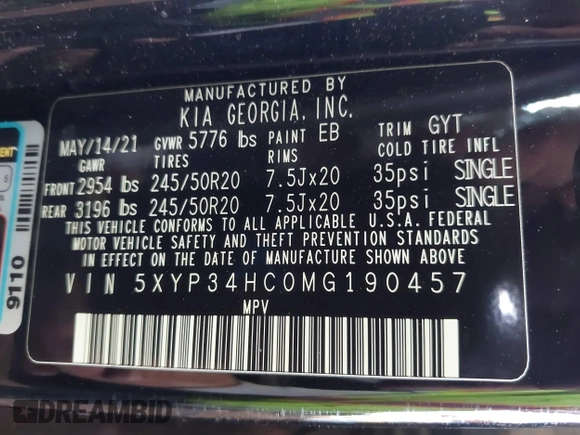 MANUFACTURED BY
KIA GEORGIA, INC.
MAY/14/21 GVWR 5776 lbs PAINT EB TRIM GYT
GAWR TIRES RIMS COLD TIRE INFL
FRONT 2954 lbs 245/50R20 7.5Jx20 35psi SINGLE
REAR 3196 lbs 245/50R20 7.5Jx20 35psi SINGLE
THIS VEHICLE CONFORMS TO ALL APPLICABLE U.S.A. FEDERAL
MOTOR VEHICLE SAFETY AND THEFT PREVENTION STANDARDS
IN EFFECT ON THE DATE OF MANUFACTURE SHOWN ABOVE.
VIN 5XYP34HC0MG190457
MPV
9110
DREAMBID